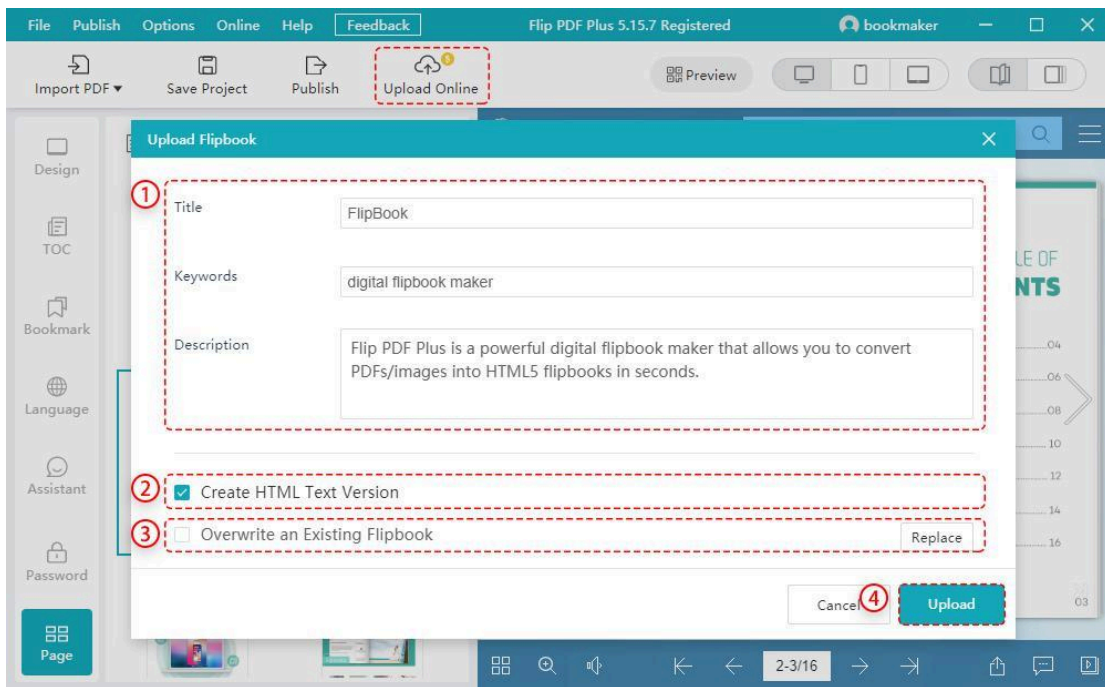 File Publish Options Online Help Feedback Flip PDF Plus 5.15.7 Registered bookmaker
Import PDF Save Project Publish Upload Online Preview
Design
TOC
Bookmark
Language
Assistant
Password
Page
Upload Flipbook
1
Title FlipBook
Keywords digital flipbook maker
Description Flip PDF Plus is a powerful digital flipbook maker that allows you to convert
PDFs/images into HTML5 flipbooks in seconds.
2 Create HTML Text Version
3 Overwrite an Existing Flipbook Replace
Cancel 4 Upload
LE OF
NTS
04
06
08
10
12
14
16
03
2-3/16